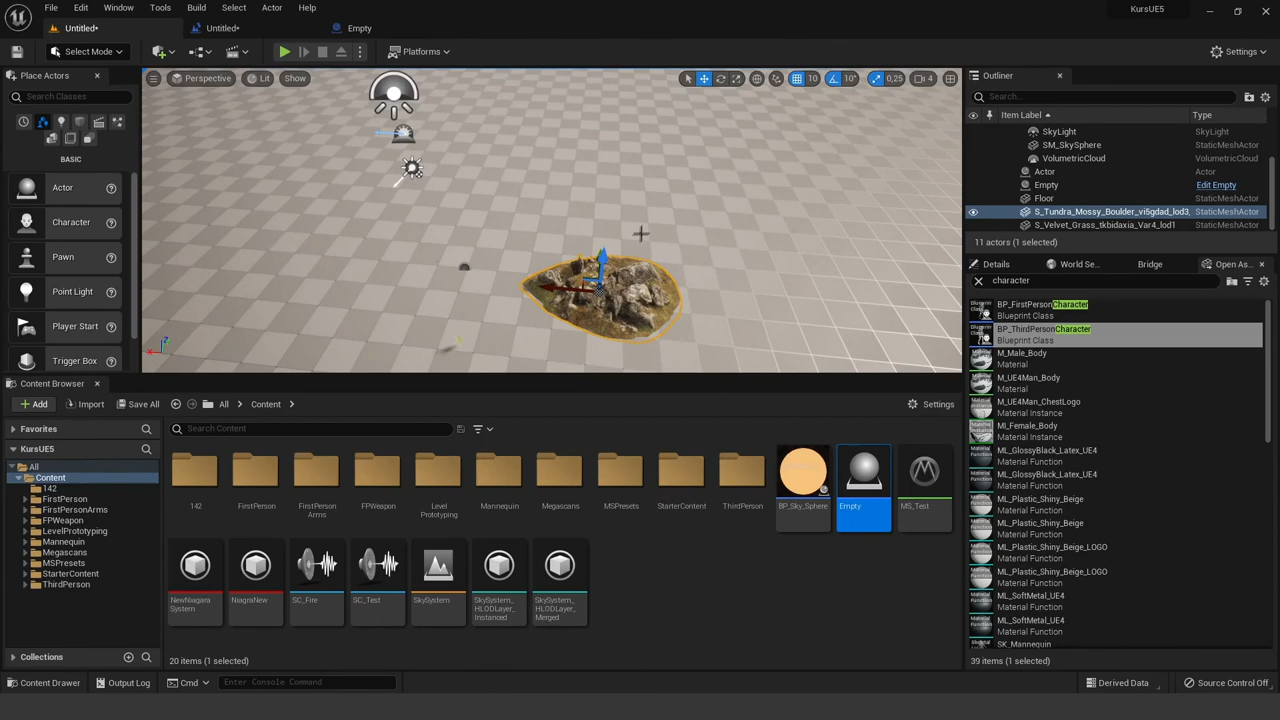 File Edit Window Tools Build Select Actor Help
KursUE5
Untitled* Untitled* Empty
Select Mode Platforms Settings
Place Actors
Search Classes
BASIC
Actor
Character
Pawn
Point Light
Player Start
Trigger Box
Perspective Lit Show 10 10° 0,25 4
Outliner
Search...
Item Label Type
SkyLight SkyLight
SM_SkySphere StaticMeshActor
VolumetricCloud VolumetricCloud
Actor Actor
Empty Edit Empty
Floor StaticMeshActor
S_Tundra_Mossy_Boulder_vi5gdad_lod3 StaticMeshActor
S_Velvet_Grass_tkbidaxia_Var4_lod1 StaticMeshActor
11 actors (1 selected)
Details World Se... Bridge Open As...
character
BP_FirstPersonCharacter
Blueprint Class
BP_ThirdPersonCharacter
Blueprint Class
M_Male_Body
Material
M_UE4Man_Body
Material
M_UE4Man_ChestLogo
Material Instance
MI_Female_Body
Material Instance
ML_GlossyBlack_Latex_UE4
Material Function
ML_GlossyBlack_Latex_UE4
Material Function
ML_Plastic_Shiny_Beige
Material Function
ML_Plastic_Shiny_Beige
Material Function
ML_Plastic_Shiny_Beige_LOGO
Material Function
ML_Plastic_Shiny_Beige_LOGO
Material Function
ML_SoftMetal_UE4
Material Function
ML_SoftMetal_UE4
Material Function
SK_Mannequin
39 items (1 selected)
Content Browser
Add Import Save All All Content Settings
Favorites
Search Content
KursUE5
All
Content
142
FirstPerson
FirstPersonArms
FPWeapon
LevelPrototyping
Mannequin
Megascans
MSPresets
StarterContent
ThirdPerson
Collections
142
FirstPerson
FirstPerson
Arms
FPWeapon
Level
Prototyping
Mannequin
Megascans
MSPresets
StarterContent
ThirdPerson
BP_Sky_Sphere
Empty
MS_Test
NewNiagara
System
NiagraNew
SC_Fire
SC_Test
SkySystem
SkySystem_
HLODLayer_
Instanced
SkySystem_
HLODLayer_
Merged
20 items (1 selected)
Content Drawer Output Log Cmd Enter Console Command Derived Data Source Control Off